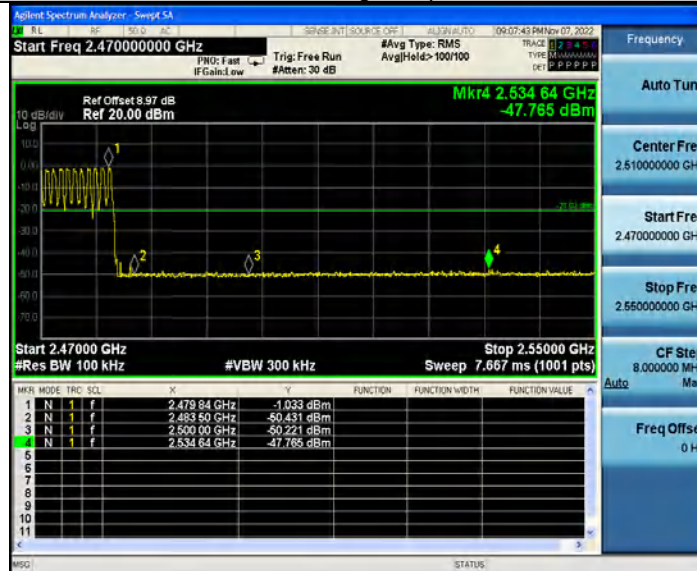 Agilent Spectrum Analyzer - Swept SA
RL RF 50.0 AC SENSE:INT SOURCE OFF ALIGN AUTO 09:07:43 PM Nov 07, 2022
Start Freq 2.470000000 GHz
PNO: Fast
IFGain:Low
Trig: Free Run
#Atten: 30 dB
#Avg Type: RMS
Avg|Hold:> 100/100
TRACE 1 2 3 4 5 6
TYPE
DET P P P P P P
Ref Offset 8.97 dB
10 dB/div Ref 20.00 dBm
Log
Mkr4 2.534 64 GHz
-47.765 dBm
10.0
0.00
-10.0
-20.0
-30.0
-40.0
-50.0
-60.0
-70.0
1
2
3
4
Start 2.47000 GHz Stop 2.55000 GHz
#Res BW 100 kHz #VBW 300 kHz Sweep 7.667 ms (1001 pts)
MKR MODE TRC SCL X Y FUNCTION FUNCTION WIDTH FUNCTION VALUE
1 N 1 f 2.479 84 GHz -1.033 dBm
2 N 1 f 2.483 50 GHz -50.431 dBm
3 N 1 f 2.500 00 GHz -50.221 dBm
4 N 1 f 2.534 64 GHz -47.765 dBm
5
6
7
8
9
10
11
MSG STATUS
Frequency
Auto Tun
Center Fre
2.510000000 GH
Start Fre
2.470000000 GH
Stop Fre
2.550000000 GH
CF Ste
8.000000 MH
Auto Ma
Freq Offse
0 H